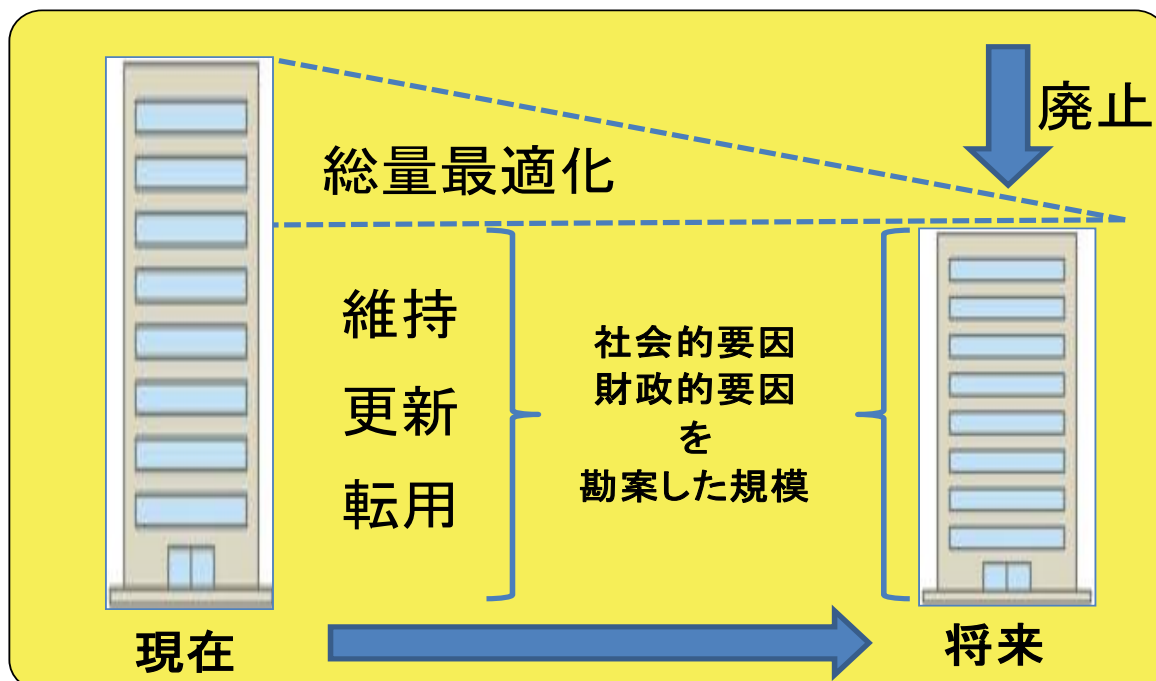 廃止
総量最適化
維持
更新
転用
社会的要因
財政的要因
を
勘案した規模
現在
将来